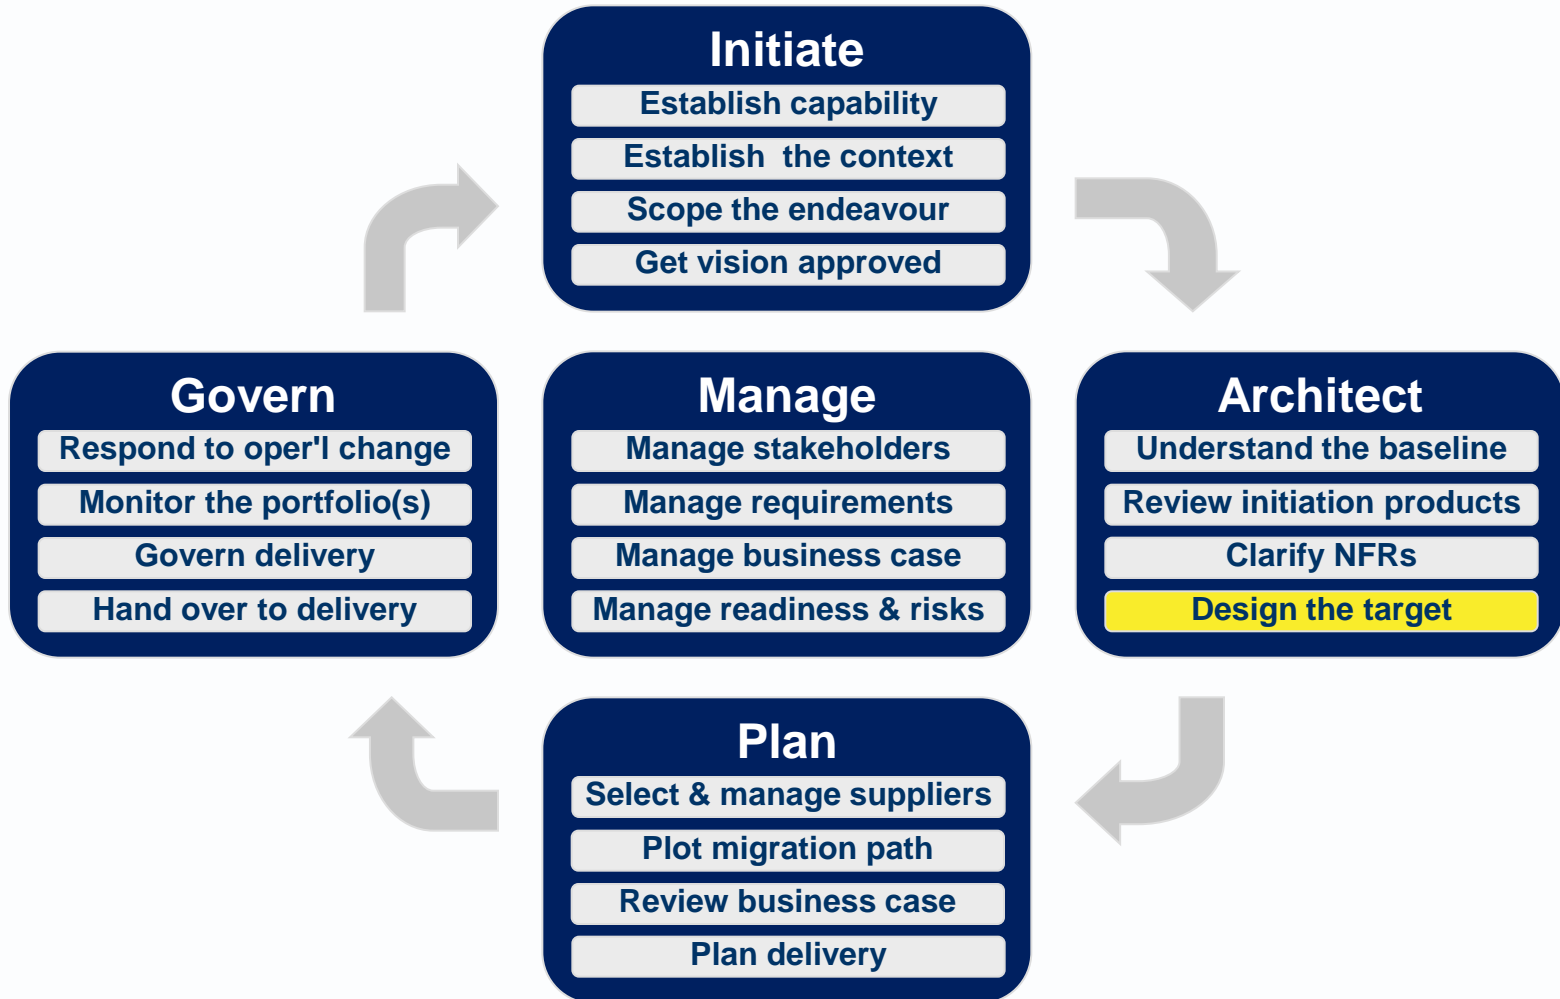 Initiate
Establish capability
Establish  the context
Scope the endeavour
Get vision approved
Govern
Respond to oper'l change
Monitor the portfolio(s)
Govern delivery
Hand over to delivery
Manage
Manage stakeholders
Manage requirements
Manage business case
Manage readiness & risks
Architect
Understand the baseline
Review initiation products
Clarify NFRs
Design the target
Plan
Select & manage suppliers
Plot migration path
Review business case
Plan delivery